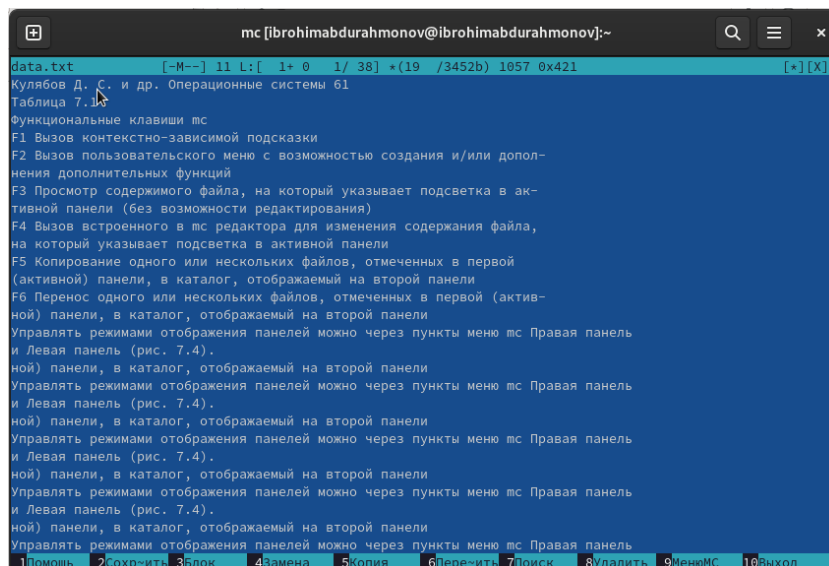 mc [ibrohimabdurahmonov@ibrohimabdurahmonov]:~
data.txt [-M--] 11 L:[ 1+ 0 1/ 38] *(19 /3452b) 1057 0x421 [*][X]
Кулябов Д. С. и др. Операционные системы 61
Таблица
Функциональные клавиши mc
F1 Вызов контекстно-зависимой подсказки
F2 Вызов пользовательского меню с возможностью создания и/или допол-
нения дополнительных функций
F3 Просмотр содержимого файла, на который указывает подсветка в ак-
тивной панели (без возможности редактирования)
F4 Вызов встроенного в mc редактора для изменения содержания файла,
на который указывает подсветка в активной панели
F5 Копирование одного или нескольких файлов, отмеченных в первой
(активной) панели, в каталог, отображаемый на второй панели
F6 Перенос одного или нескольких файлов, отмеченных в первой (актив-
ной) панели, в каталог, отображаемый на второй панели
Управлять режимами отображения панелей можно через пункты меню mc Правая панель
и Левая панель (рис. 7.4).
ной) панели, в каталог, отображаемый на второй панели
Управлять режимами отображения панелей можно через пункты меню mc Правая панель
и Левая панель (рис. 7.4).
ной) панели, в каталог, отображаемый на второй панели
Управлять режимами отображения панелей можно через пункты меню mc Правая панель
и Левая панель (рис. 7.4).
ной) панели, в каталог, отображаемый на второй панели
Управлять режимами отображения панелей можно через пункты меню mc Правая панель
и Левая панель (рис. 7.4).
ной) панели, в каталог, отображаемый на второй панели
Управлять режимами отображения панелей можно через пункты меню mc Правая панель
1Помощь 2Сохр~ить 3Блок 4Замена 5Копия 6Пере~ить 7Поиск 8Удалить 9МенюMC 10Выход